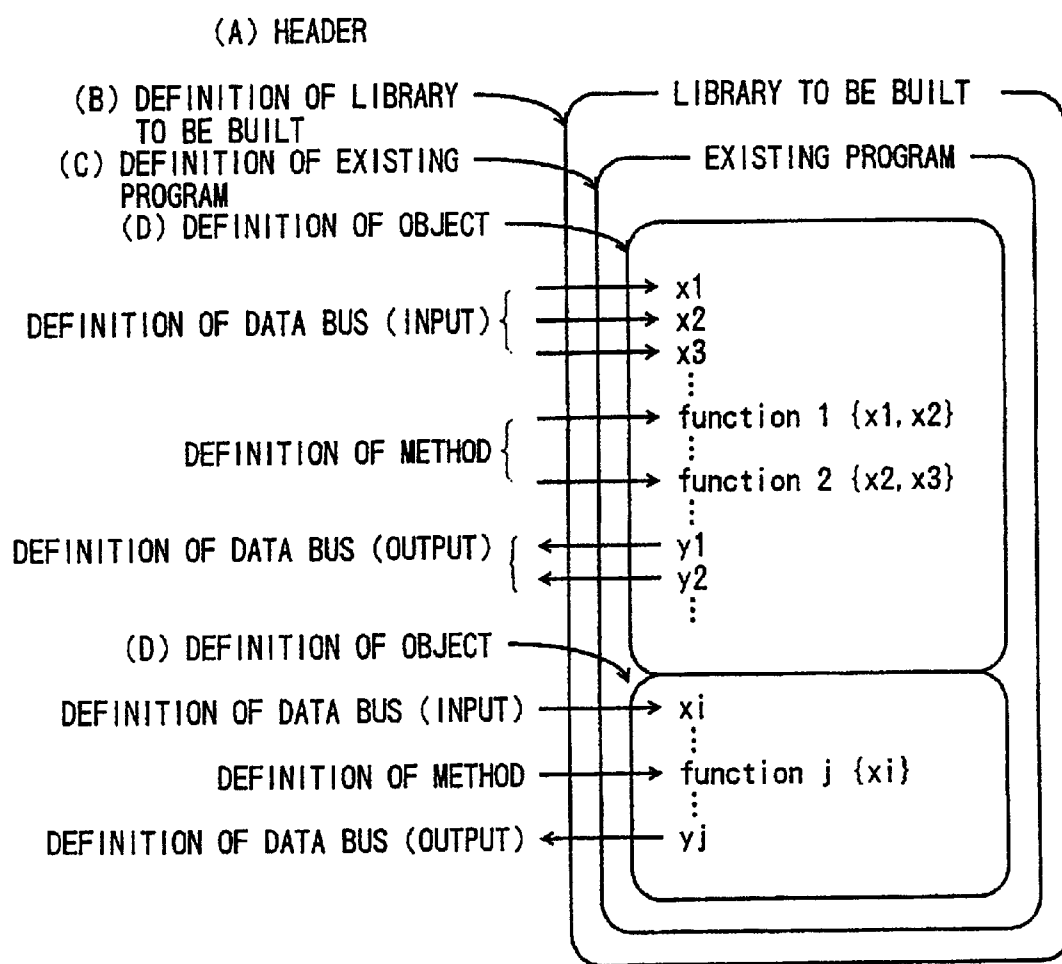 (A) HEADER
(B) DEFINITION OF LIBRARY
TO BE BUILT
LIBRARY TO BE BUILT
(C) DEFINITION OF EXISTING
PROGRAM
EXISTING PROGRAM
(D) DEFINITION OF OBJECT
DEFINITION OF DATA BUS (INPUT)
x1
x2
x3
DEFINITION OF METHOD
function 1 {x1, x2}
function 2 {x2, x3}
DEFINITION OF DATA BUS (OUTPUT)
y1
y2
(D) DEFINITION OF OBJECT
DEFINITION OF DATA BUS (INPUT)
xi
DEFINITION OF METHOD
function j {xi}
DEFINITION OF DATA BUS (OUTPUT)
yj